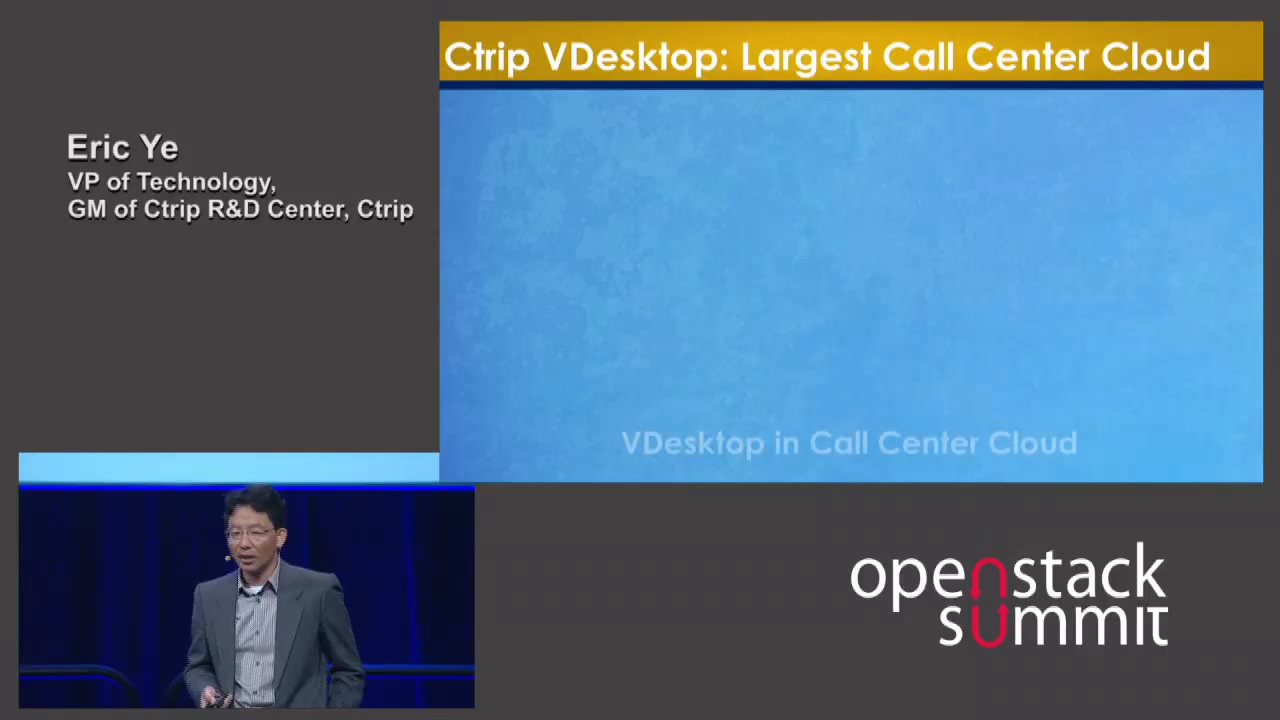 Ctrip VDesktop: Largest Call Center Cloud
Eric Ye
VP of Technology,
GM of Ctrip R&D Center, Ctrip
VDesktop in Call Center Cloud
openstack
summit